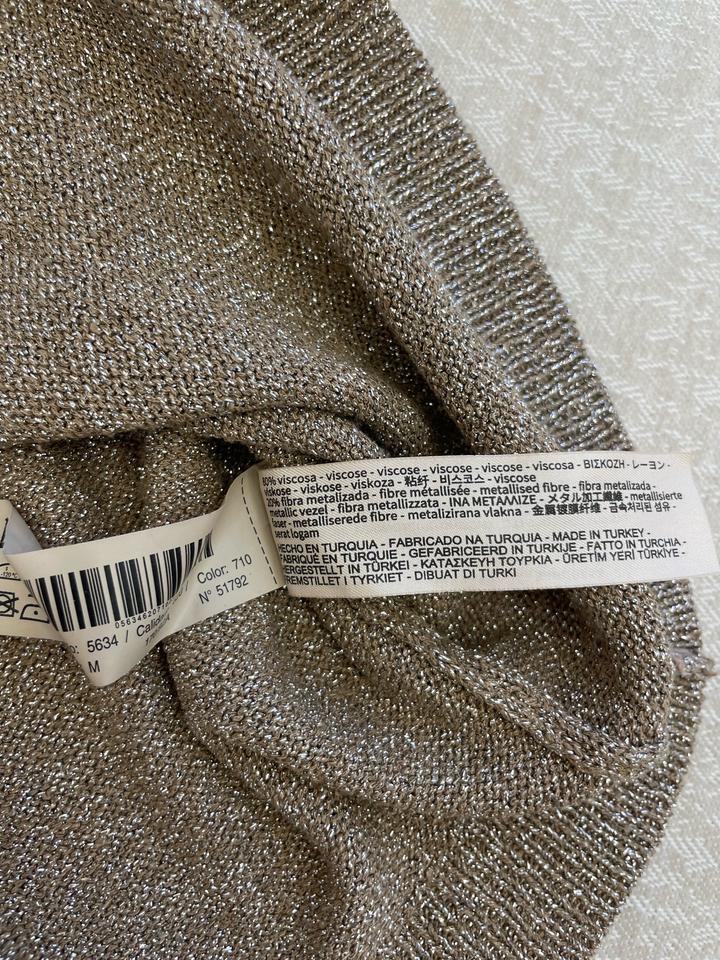 80% viscosa - viscose - viscose - viscose - viscose - viscosa - ΒΙΣΚΟΖΗ - レーヨン -
viskose - viskose - viskoza - 粘纤 - 비스코스 - viscose
20% fibra metalizada - fibre métallisée - metallised fibre - fibra metalizada -
metallic vezel - fibra metallizzata - ΙΝΑ ΜΕΤΑΛΛΙΖΕ - メタル加工繊維 - metallisierte
faser - metalliserede fibre - metalizirana vlakna - 金属镀膜纤维 - 금속처리된 섬유 -
serat logam
HECHO EN TURQUIA - FABRICADO NA TURQUIA - MADE IN TURKEY -
FABRIQUÉ EN TURQUIE - GEFABRICEERD IN TURKIJE - FATTO IN TURCHIA -
HERGESTELLT IN TÜRKEI - ΚΑΤΑΣΚΕΥΗ ΤΟΥΡΚΙΑ - ÜRETİM YERİ TÜRKİYE -
FREMSTILLET I TYRKIET - DIBUAT DI TURKI
Color: 710
Nº 51792
5634 /
M